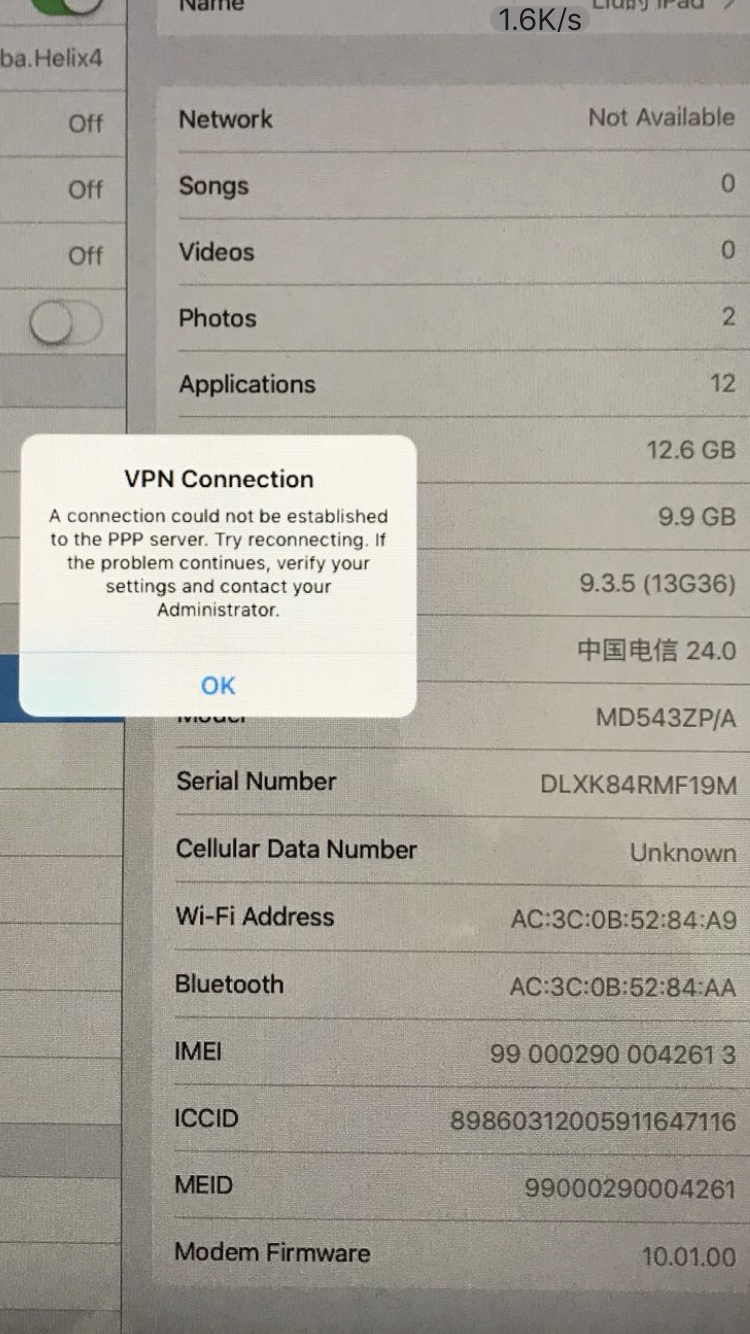 Name
1.6K/s
iPad
ba.Helix4
Off
Off
Off
Network Not Available
Songs 0
Videos 0
Photos 2
Applications 12
12.6 GB
9.9 GB
9.3.5 (13G36)
中国电信 24.0
VPN Connection
A connection could not be established
to the PPP server. Try reconnecting. If
the problem continues, verify your
settings and contact your
Administrator.
OK
Model MD543ZP/A
Serial Number DLXK84RMF19M
Cellular Data Number Unknown
Wi-Fi Address AC:3C:0B:52:84:A9
Bluetooth AC:3C:0B:52:84:AA
IMEI 99 000290 004261 3
ICCID 89860312005911647116
MEID 99000290004261
Modem Firmware 10.01.00